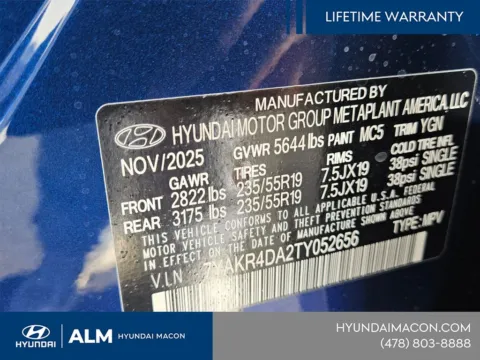 LIFETIME WARRANTY
MANUFACTURED BY
HYUNDAI MOTOR GROUP METAPLANT AMERICA, LLC
NOV/2025 GVWR 5644 lbs PAINT MC5 TRIM YGN
GAWR TIRES RIMS COLD TIRE INFL
FRONT 2822 lbs 235/55R19 7.5JX19 38psi SINGLE
REAR 3175 lbs 235/55R19 7.5JX19 38psi SINGLE
THIS VEHICLE CONFORMS TO ALL APPLICABLE U.S.A. FEDERAL
MOTOR VEHICLE SAFETY, BUMPER, AND THEFT PREVENTION STANDARDS
IN EFFECT ON THE DATE OF MANUFACTURE SHOWN ABOVE.
V.I.N AKR4DA2TY052656 TYPE: MPV
HYUNDAI ALM HYUNDAI MACON
HYUNDAIMACON.COM
(478) 803-8888